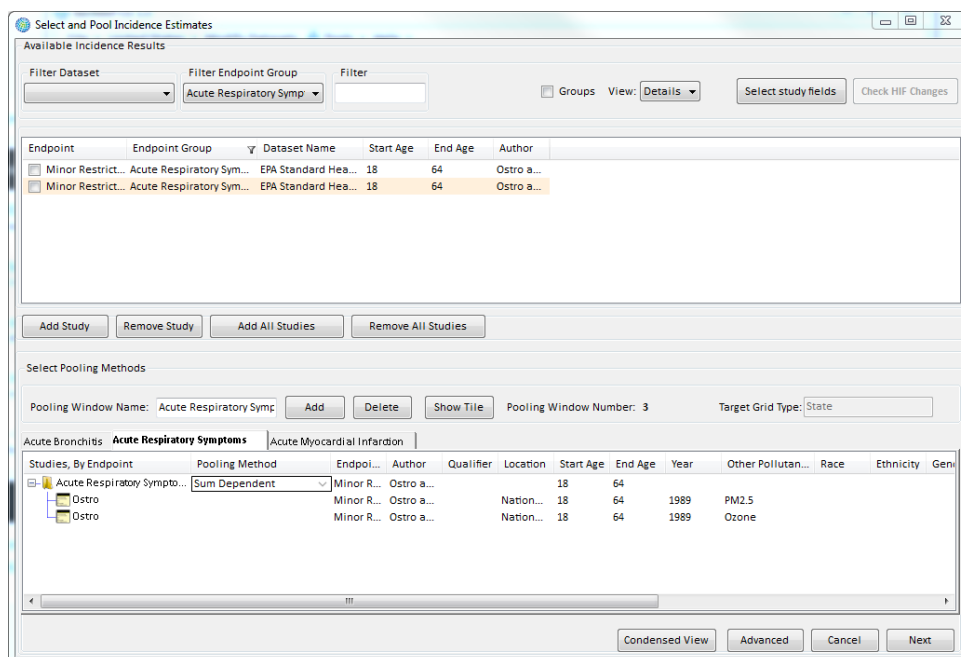 Select and Pool Incidence Estimates
Available Incidence Results
Filter Dataset Filter Endpoint Group Filter
Acute Respiratory Symp Groups View: Details Select study fields Check HIF Changes
Endpoint Endpoint Group Dataset Name Start Age End Age Author
Minor Restrict... Acute Respiratory Sym... EPA Standard Hea... 18 64 Ostro a...
Minor Restrict... Acute Respiratory Sym... EPA Standard Hea... 18 64 Ostro a...
Add Study Remove Study Add All Studies Remove All Studies
Select Pooling Methods
Pooling Window Name: Acute Respiratory Symp Add Delete Show Tile Pooling Window Number: 3 Target Grid Type: State
Acute Bronchitis Acute Respiratory Symptoms Acute Myocardial Infarction
Studies, By Endpoint Pooling Method Endpoi... Author Qualifier Location Start Age End Age Year Other Pollutan... Race Ethnicity Gen
Acute Respiratory Sympto... Sum Dependent Minor R... Ostro a... 18 64
Ostro Minor R... Ostro a... Nation... 18 64 1989 PM2.5
Ostro Minor R... Ostro a... Nation... 18 64 1989 Ozone
Condensed View Advanced Cancel Next